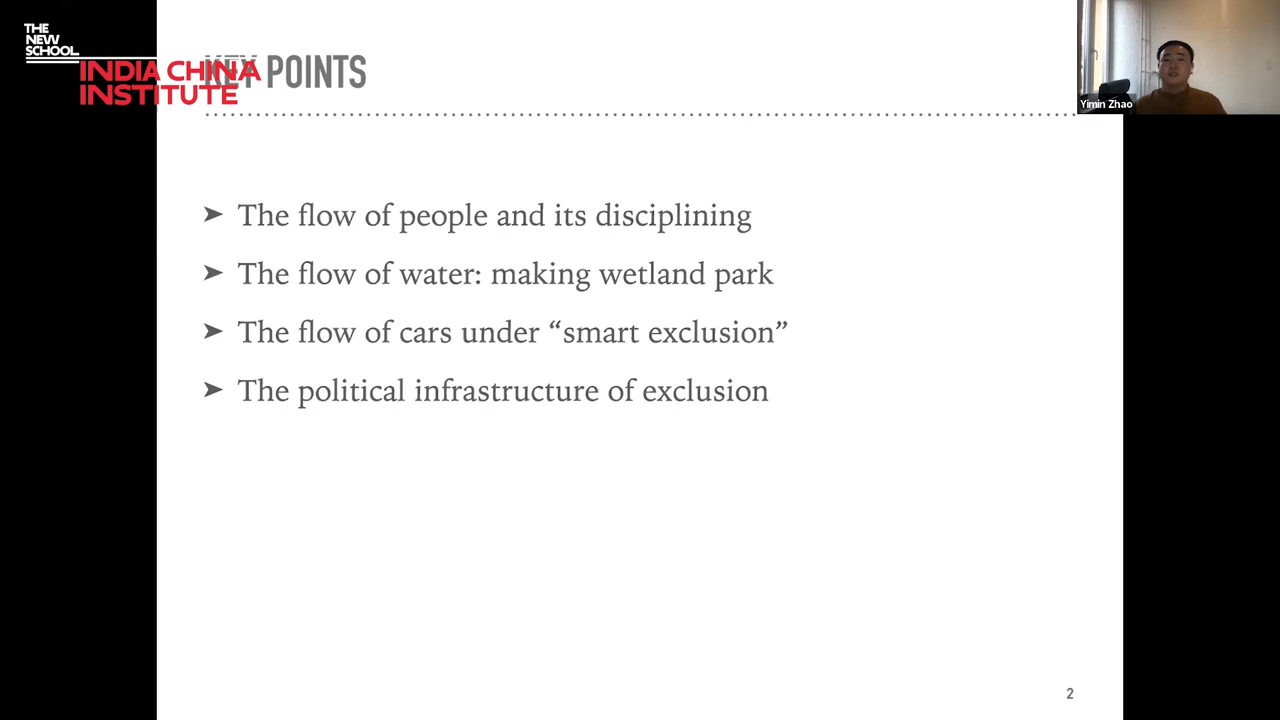 THE
NEW
SCHOOL
INDIA CHINA
INSTITUTE
KEY POINTS
Yimin Zhao
➤ The flow of people and its disciplining
➤ The flow of water: making wetland park
➤ The flow of cars under “smart exclusion”
➤ The political infrastructure of exclusion
2